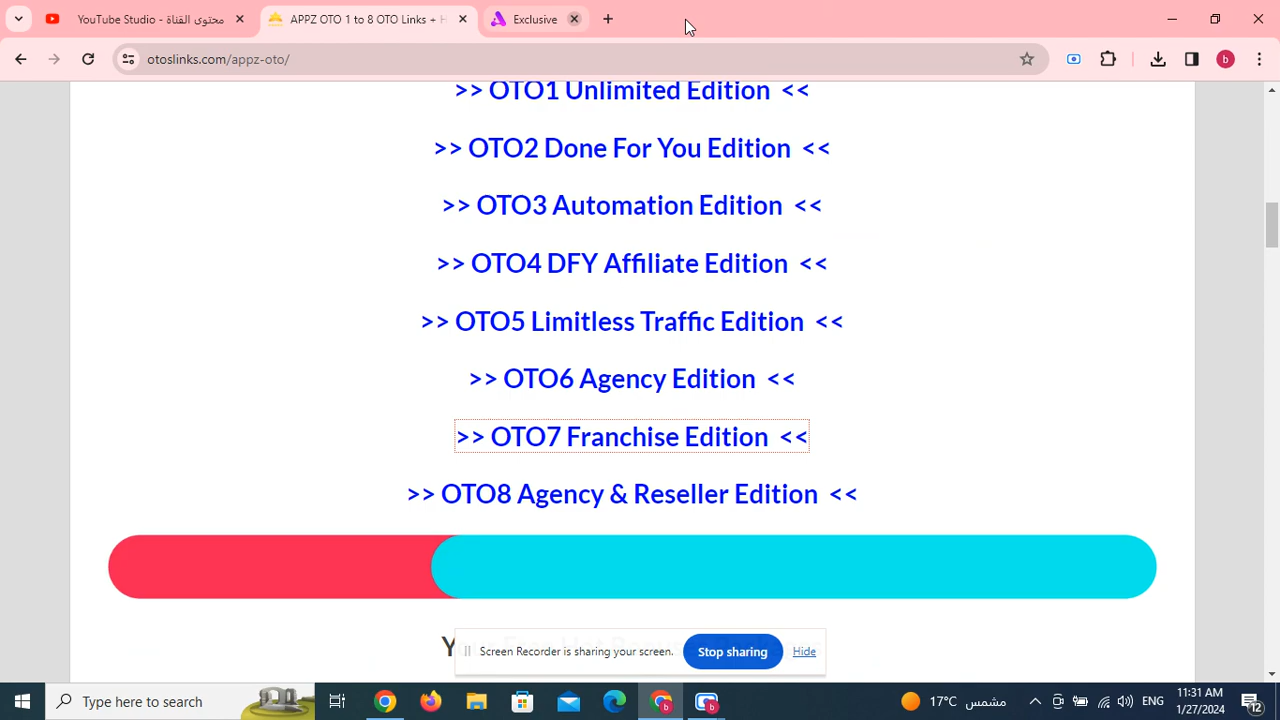 YouTube Studio - محتوى القناة
APPZ OTO 1 to 8 OTO Links + H
Exclusive
otoslinks.com/appz-oto/
b
>> OTO1 Unlimited Edition <<
>> OTO2 Done For You Edition <<
>> OTO3 Automation Edition <<
>> OTO4 DFY Affiliate Edition <<
>> OTO5 Limitless Traffic Edition <<
>> OTO6 Agency Edition <<
>> OTO7 Franchise Edition <<
>> OTO8 Agency & Reseller Edition <<
Screen Recorder is sharing your screen.
Stop sharing
Hide
Type here to search
17°C
مشمس
ENG
11:31 AM
1/27/2024
12